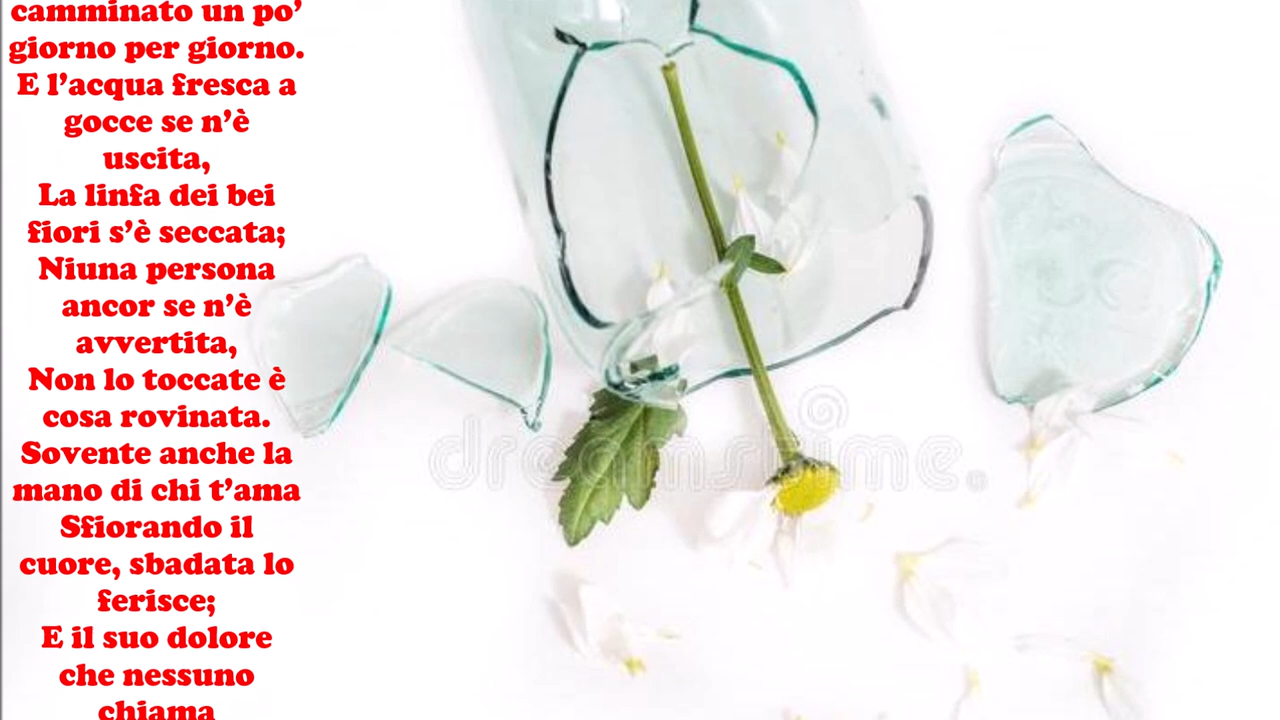 camminato un po’
giorno per giorno.
E l’acqua fresca a
gocce se n’è
uscita,
La linfa dei bei
fiori s’è seccata;
Niuna persona
ancor se n’è
avvertita,
Non lo toccate è
cosa rovinata.
Sovente anche la
mano di chi t’ama
Sfiorando il
cuore, sbadata lo
ferisce;
E il suo dolore
che nessuno
chiama
dreamstime.